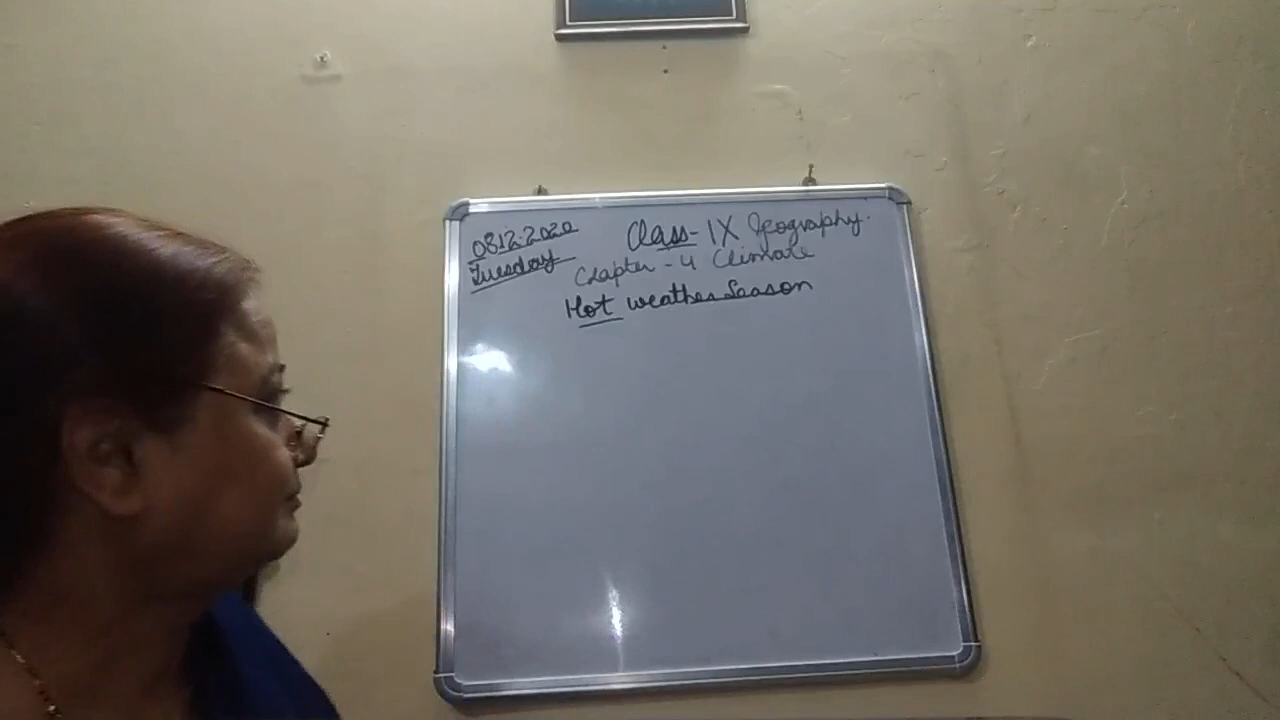 08.12.2020
Tuesday
Class - IX Geography.
Chapter - 4 Climate
Hot weather Season